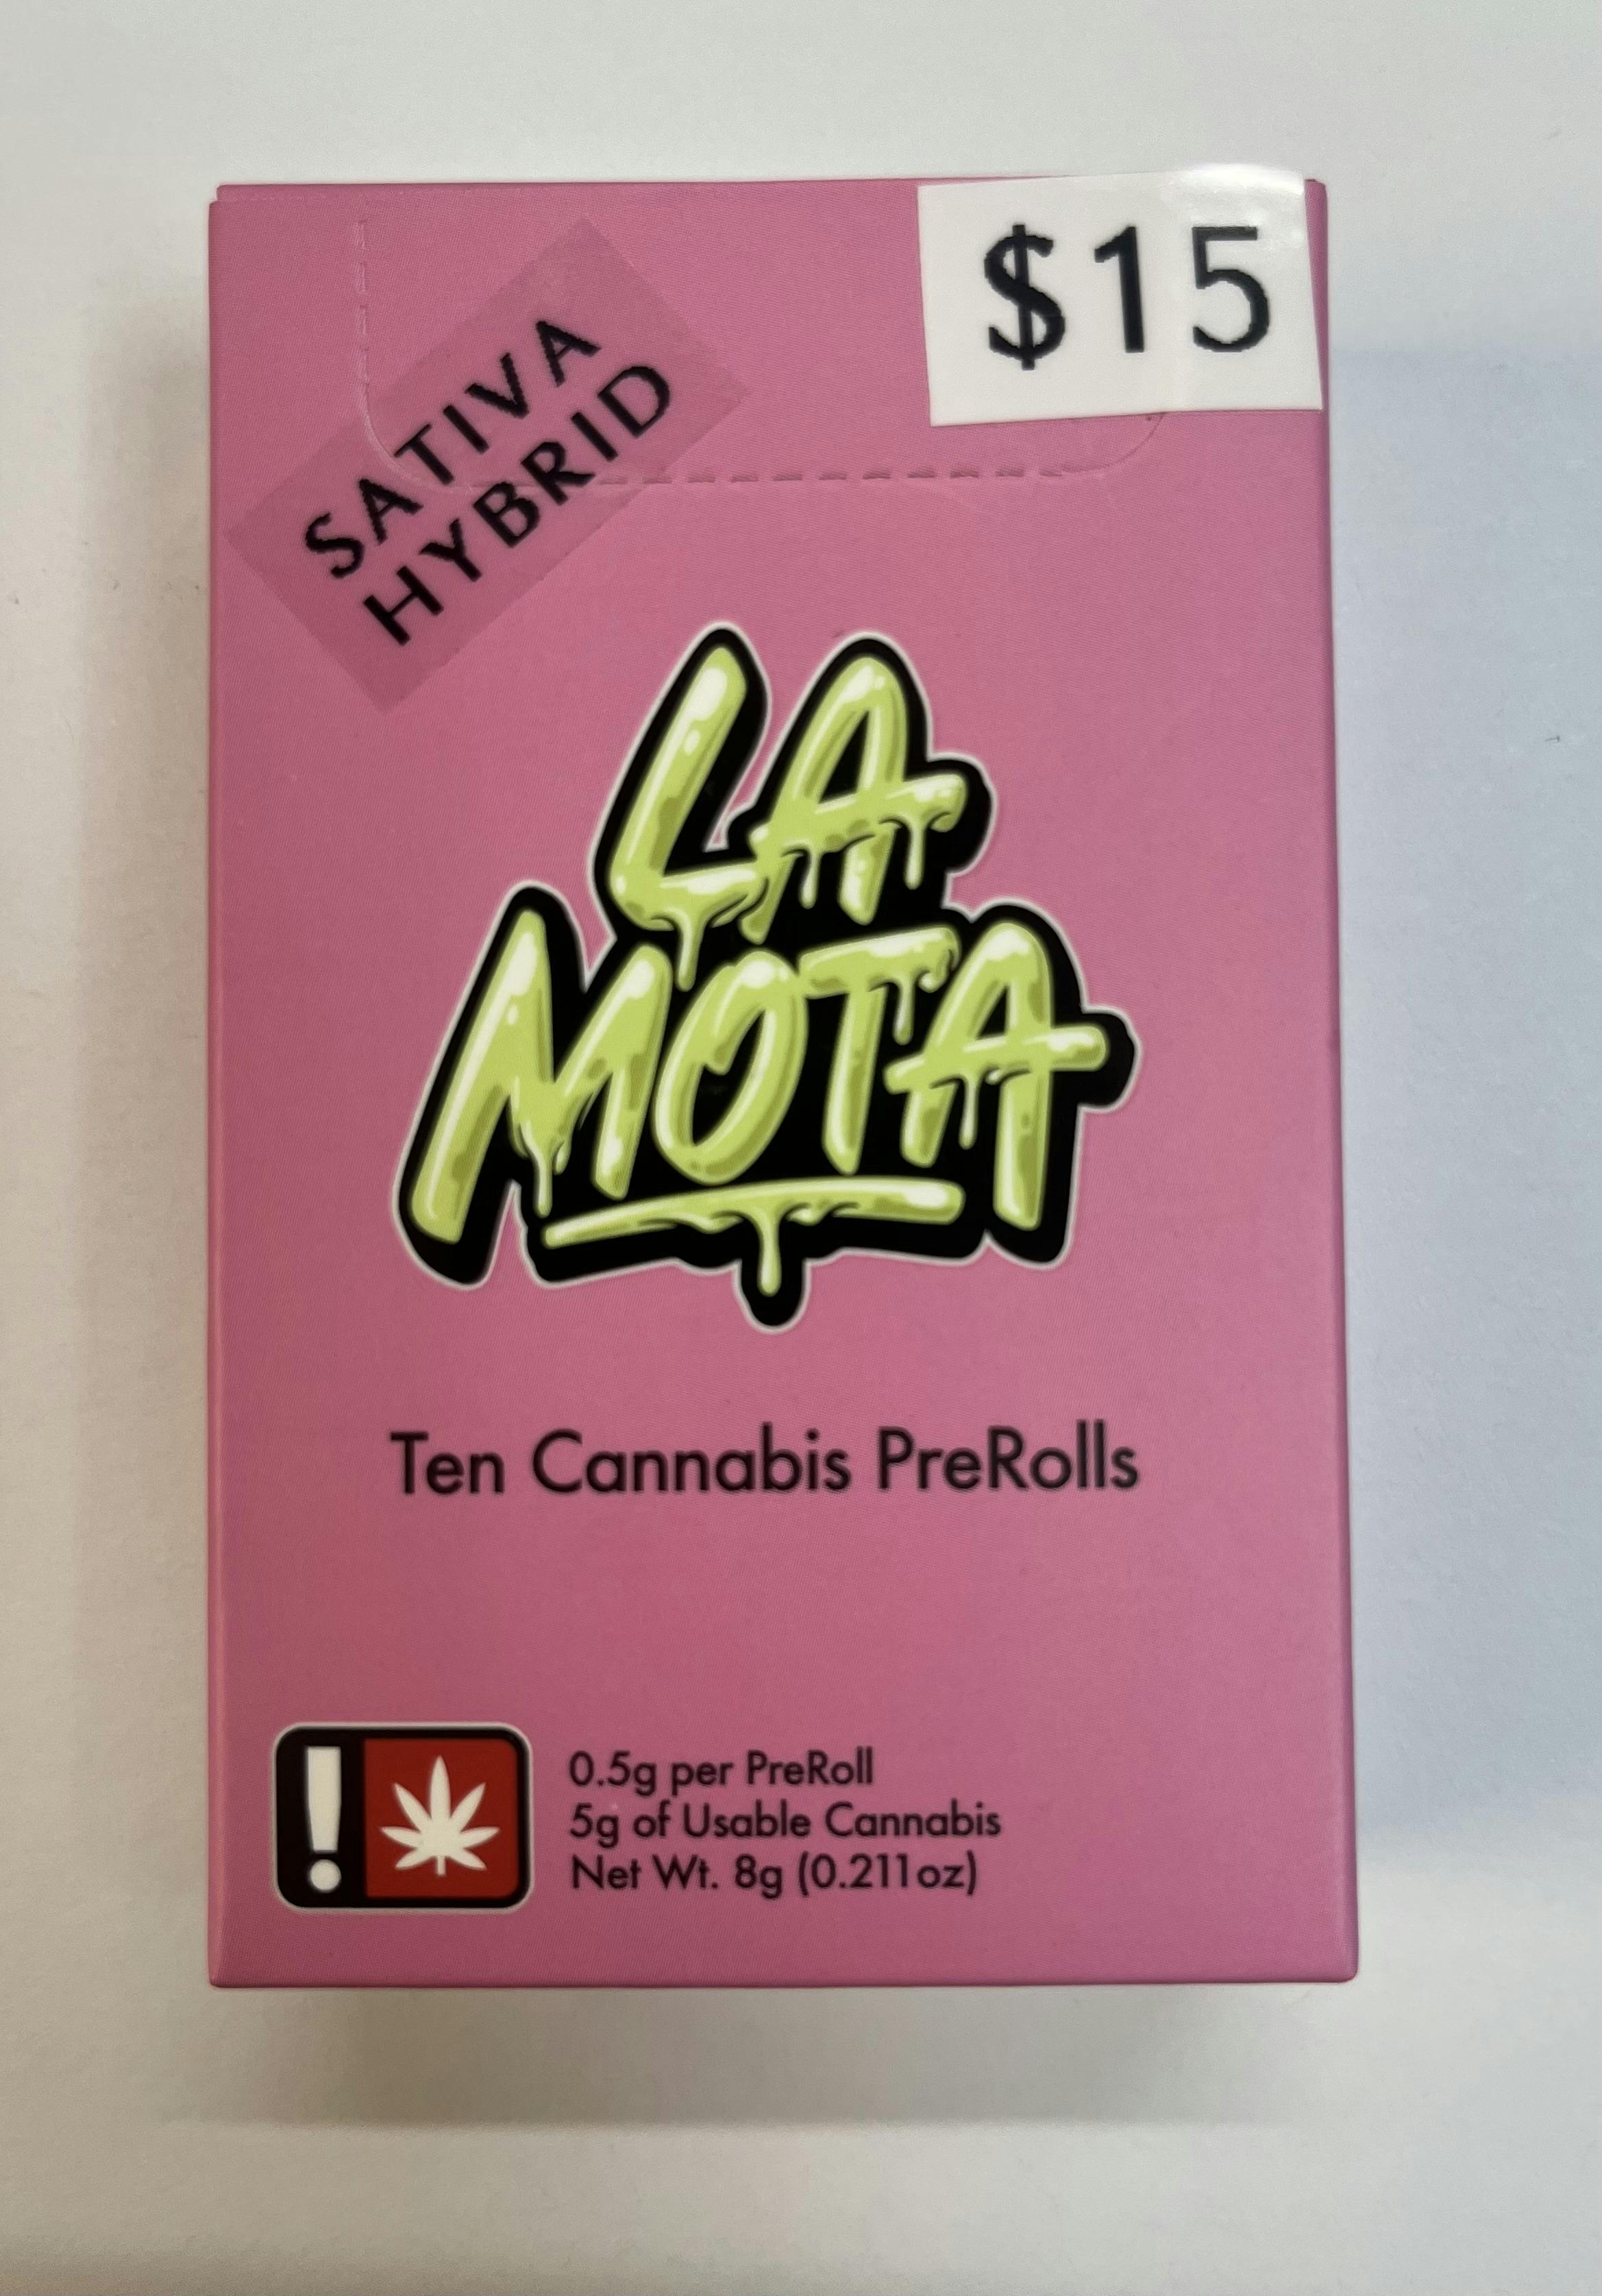 $15
SATIVA
HYBRID
LA
MOTA
Ten Cannabis PreRolls
0.5g per PreRoll
5g of Usable Cannabis
Net Wt. 8g (0.211oz)